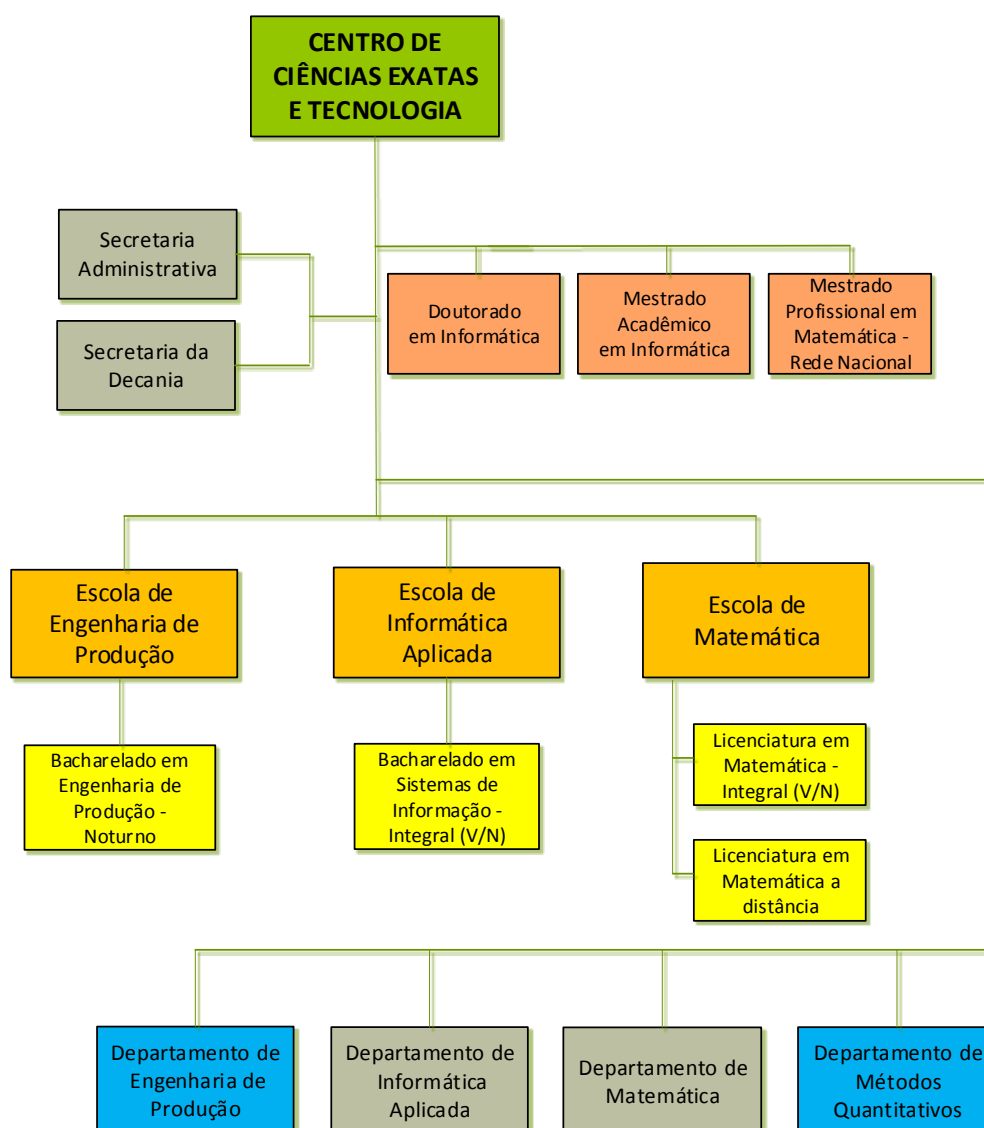 CENTRO DE
CIÊNCIAS EXATAS
E TECNOLOGIA
Secretaria
Administrativa
Secretaria da
Decania
Doutorado
em Informática
Mestrado
Acadêmico
em Informática
Mestrado
Profissional em
Matemática -
Rede Nacional
Escola de
Engenharia de
Produção
Escola de
Informática
Aplicada
Escola de
Matemática
Bacharelado em
Engenharia de
Produção -
Noturno
Bacharelado em
Sistemas de
Informação -
Integral (V/N)
Licenciatura em
Matemática -
Integral (V/N)
Licenciatura em
Matemática a
distância
Departamento de
Engenharia de
Produção
Departamento de
Informática
Aplicada
Departamento de
Matemática
Departamento de
Métodos
Quantitativos